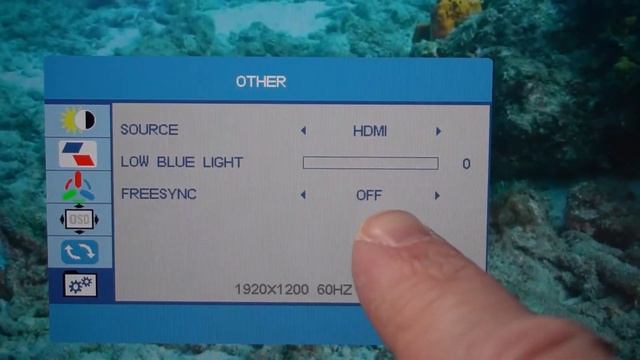 OTHER
SOURCE HDMI
LOW BLUE LIGHT 0
FREESYNC OFF
OSD
1920X1200 60HZ